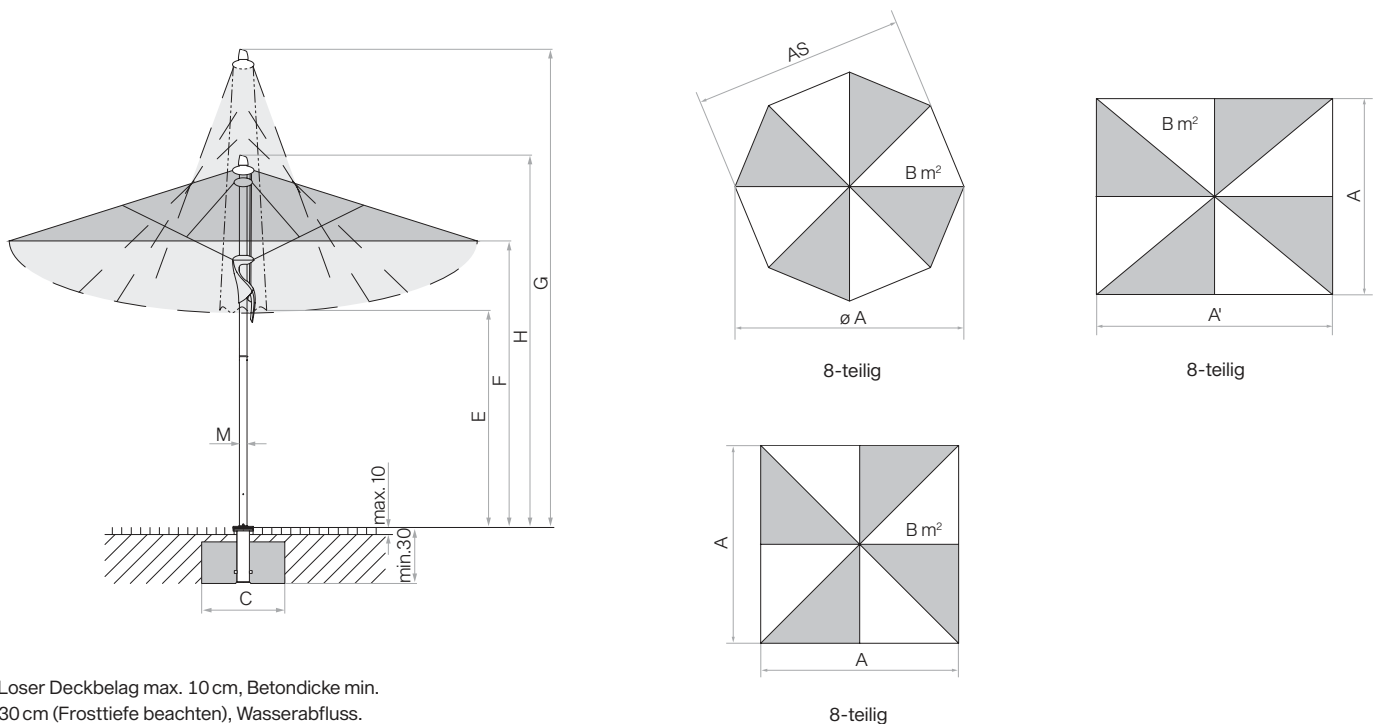 AS
B m²
ø A
8-teilig
B m²
A
A'
8-teilig
G
H
F
E
M
max. 10
min.30
C
A
B m²
A
8-teilig
Loser Deckbelag max. 10 cm, Betondicke min.
30 cm (Frosttiefe beachten), Wasserabfluss.